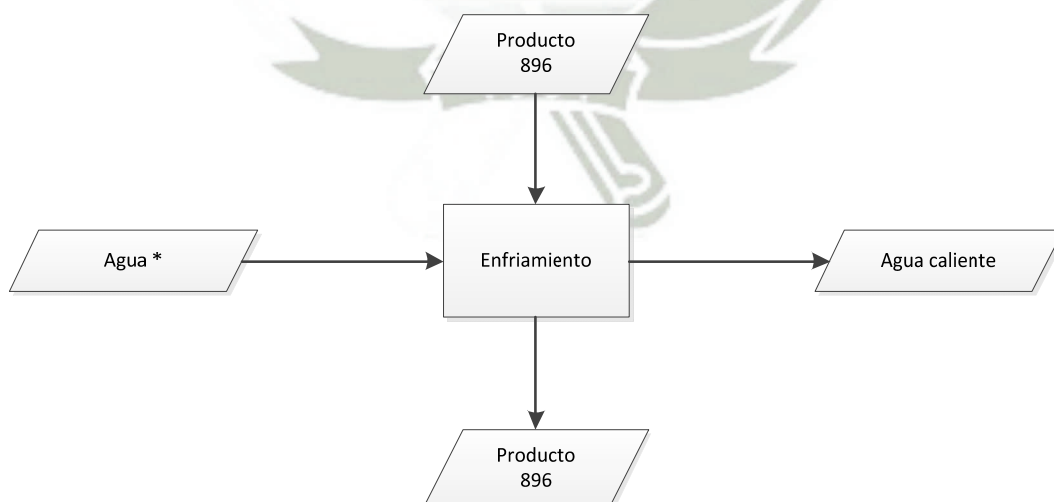 Producto
896
Agua *
Enfriamiento
Agua caliente
Producto
896